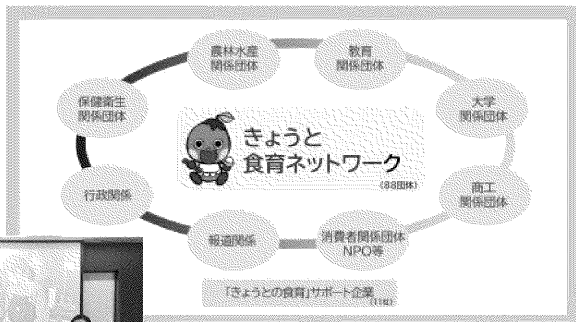 農林水産
関係団体
教育
関係団体
保健衛生
関係団体
大学
関係団体
きょうと
食育ネットワーク
(88団体)
行政関係
商工
関係団体
報道関係
消費者関係団体
NPO等
「きょうとの食育」サポート企業
(11社)